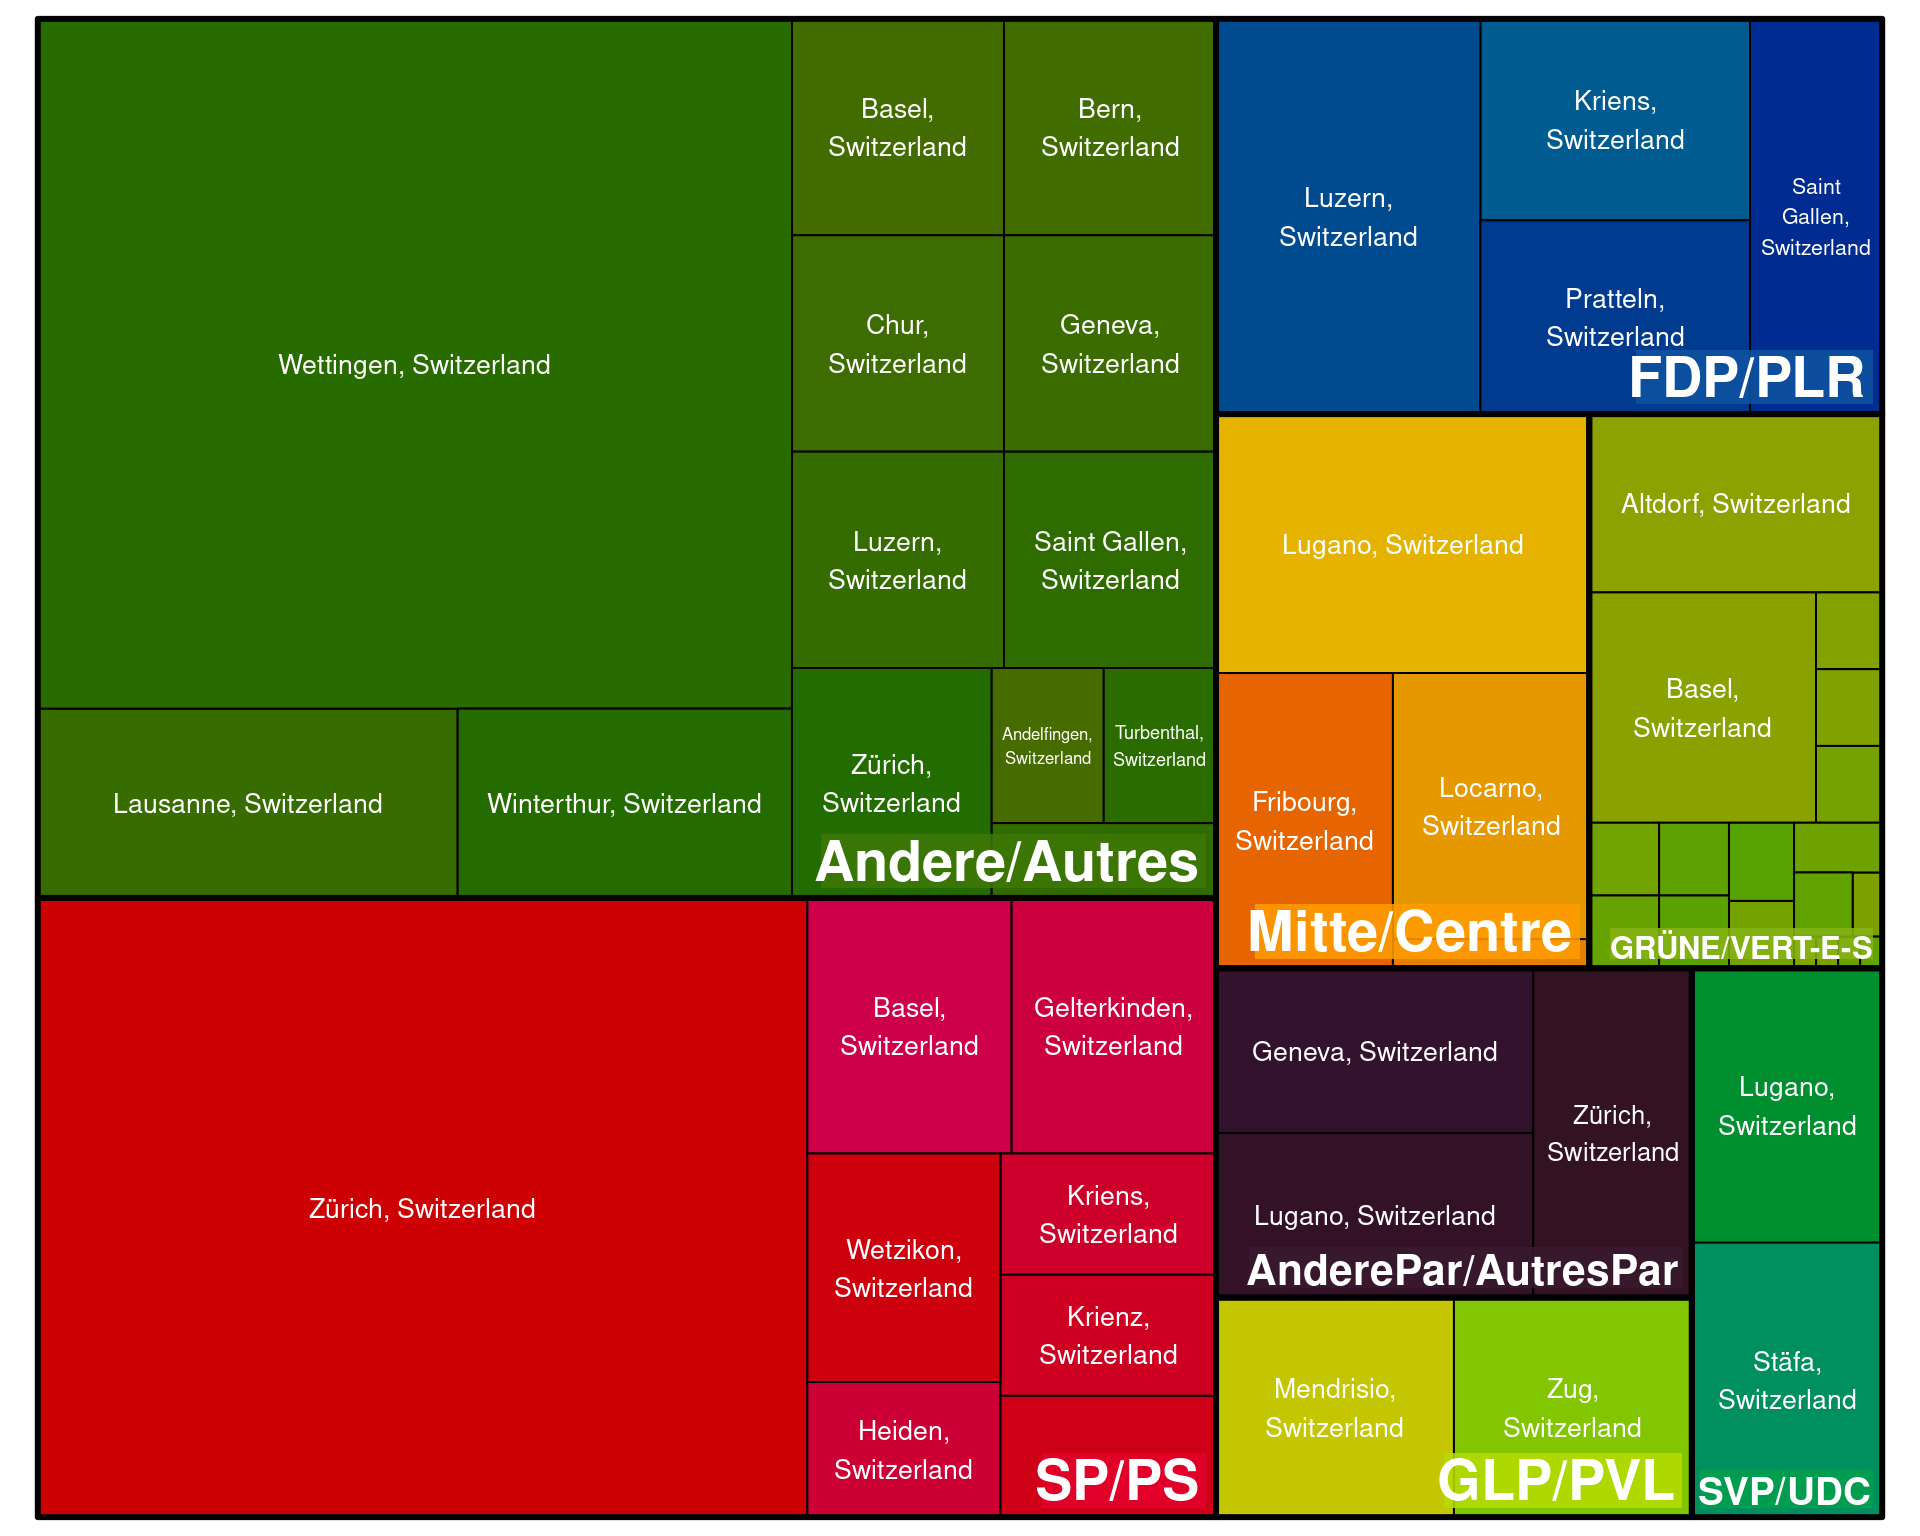 Wettingen, Switzerland
Lausanne, Switzerland
Winterthur, Switzerland
Basel,
Switzerland
Bern,
Switzerland
Chur,
Switzerland
Geneva,
Switzerland
Luzern,
Switzerland
Saint Gallen,
Switzerland
Zürich,
Switzerland
Andelfingen,
Switzerland
Turbenthal,
Switzerland
Andere/Autres
Zürich, Switzerland
Basel,
Switzerland
Gelterkinden,
Switzerland
Wetzikon,
Switzerland
Kriens,
Switzerland
Krienz,
Switzerland
Heiden,
Switzerland
SP/PS
Luzern,
Switzerland
Kriens,
Switzerland
Pratteln,
Switzerland
Saint
Gallen,
Switzerland
FDP/PLR
Lugano, Switzerland
Fribourg,
Switzerland
Locarno,
Switzerland
Mitte/Centre
Altdorf, Switzerland
Basel,
Switzerland
GRÜNE/VERT-E-S
Geneva, Switzerland
Lugano, Switzerland
Zürich,
Switzerland
AnderePar/AutresPar
Mendrisio,
Switzerland
Zug,
Switzerland
GLP/PVL
Lugano,
Switzerland
Stäfa,
Switzerland
SVP/UDC